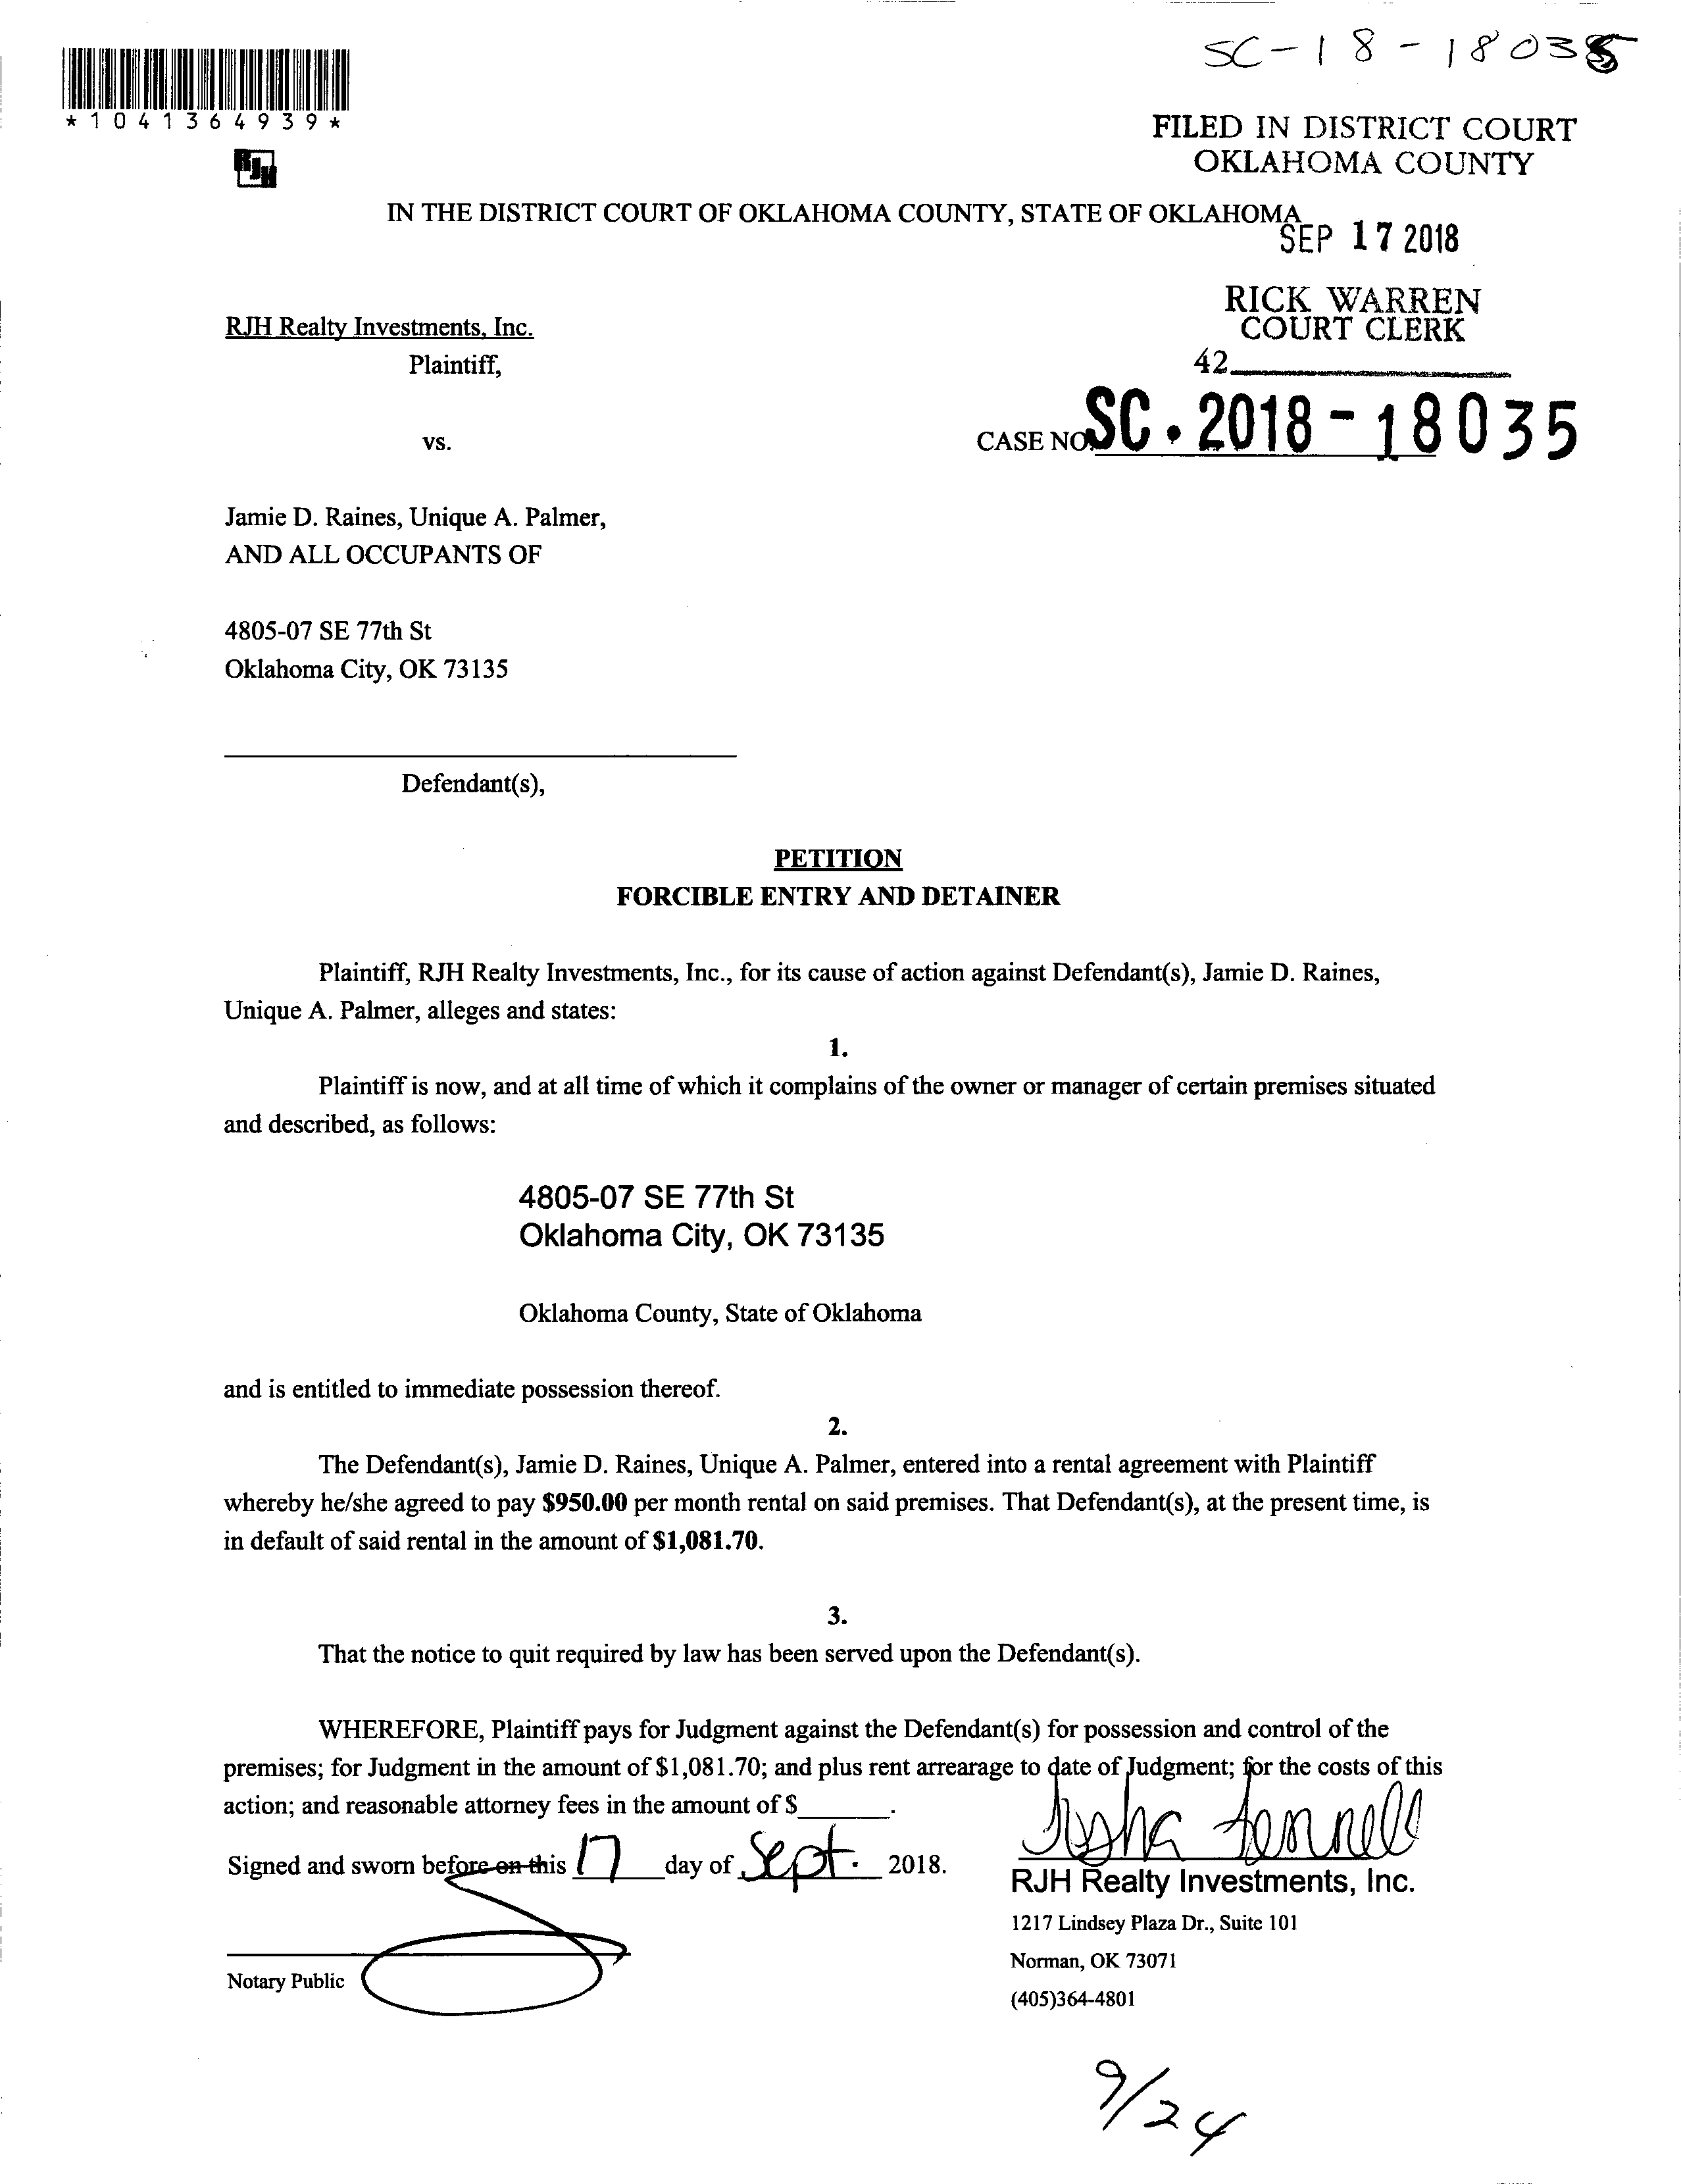 SC-18-18035
*1041364939*
FILED IN DISTRICT COURT
OKLAHOMA COUNTY
RJH
IN THE DISTRICT COURT OF OKLAHOMA COUNTY, STATE OF OKLAHOMA
SEP 17 2018
RICK WARREN
COURT CLERK
42
RJH Realty Investments, Inc.
Plaintiff,
vs.
CASE NO. SC-2018-18035
Jamie D. Raines, Unique A. Palmer,
AND ALL OCCUPANTS OF
4805-07 SE 77th St
Oklahoma City, OK 73135
Defendant(s),
PETITION
FORCIBLE ENTRY AND DETAINER
Plaintiff, RJH Realty Investments, Inc., for its cause of action against Defendant(s), Jamie D. Raines,
Unique A. Palmer, alleges and states:
1.
Plaintiff is now, and at all time of which it complains of the owner or manager of certain premises situated
and described, as follows:
4805-07 SE 77th St
Oklahoma City, OK 73135
Oklahoma County, State of Oklahoma
and is entitled to immediate possession thereof.
2.
The Defendant(s), Jamie D. Raines, Unique A. Palmer, entered into a rental agreement with Plaintiff
whereby he/she agreed to pay $950.00 per month rental on said premises. That Defendant(s), at the present time, is
in default of said rental in the amount of $1,081.70.
3.
That the notice to quit required by law has been served upon the Defendant(s).
WHEREFORE, Plaintiff pays for Judgment against the Defendant(s) for possession and control of the
premises; for Judgment in the amount of $1,081.70; and plus rent arrearage to date of Judgment; for the costs of this
action; and reasonable attorney fees in the amount of $_______.
Signed and sworn before on this 17 day of Sept. 2018.
RJH Realty Investments, Inc.
1217 Lindsey Plaza Dr., Suite 101
Notary Public
Norman, OK 73071
(405)364-4801
9/24